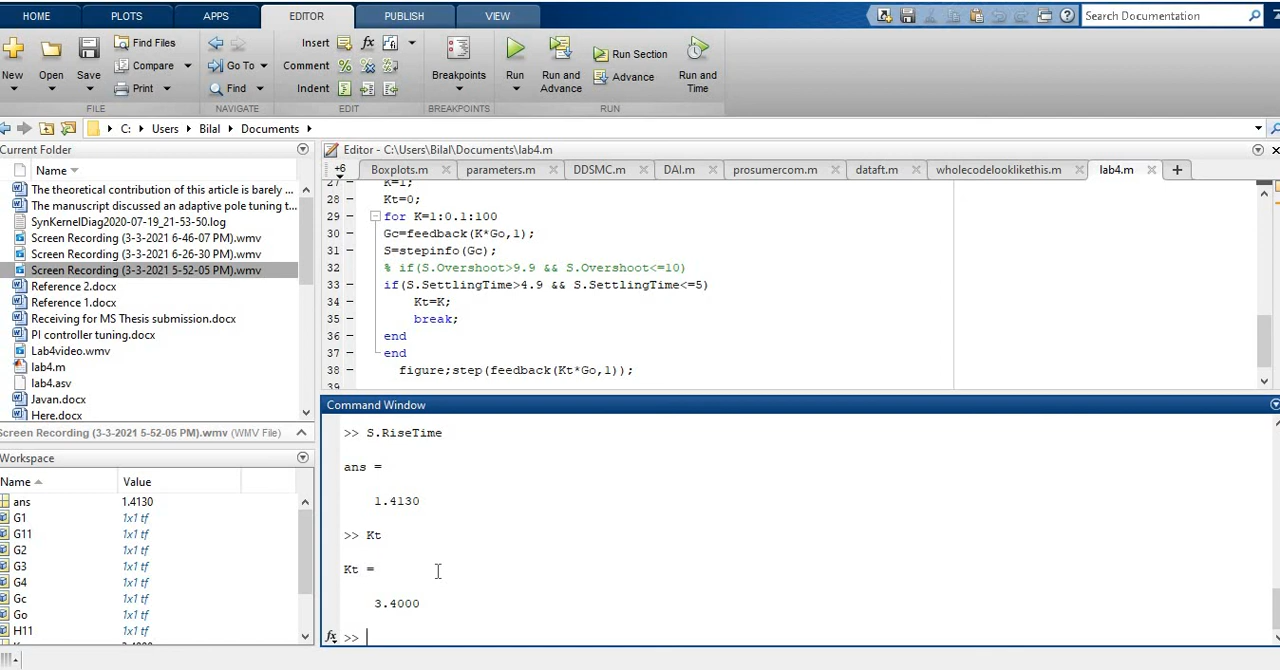 HOME PLOTS APPS EDITOR PUBLISH VIEW Search Documentation
New Open Save Find Files Compare Print
Go To Find
Insert fx
Comment
Indent
Breakpoints Run Run and Advance Run Section Advance Run and Time
FILE NAVIGATE EDIT BREAKPOINTS RUN
C: Users Bilal Documents
Current Folder
Name
The theoretical contribution of this article is barely ...
The manuscript discussed an adaptive pole tuning t...
SynKernelDiag2020-07-19_21-53-50.log
Screen Recording (3-3-2021 6-46-07 PM).wmv
Screen Recording (3-3-2021 6-26-30 PM).wmv
Screen Recording (3-3-2021 5-52-05 PM).wmv
Reference 2.docx
Reference 1.docx
Receiving for MS Thesis submission.docx
PI controller tuning.docx
Lab4video.wmv
lab4.m
lab4.asv
Javan.docx
Here.docx
Screen Recording (3-3-2021 5-52-05 PM).wmv (WMV File)
Workspace
Name Value
ans 1.4130
G1 1x1 tf
G11 1x1 tf
G2 1x1 tf
G3 1x1 tf
G4 1x1 tf
Gc 1x1 tf
Go 1x1 tf
H11 1x1 tf
Editor - C:\Users\Bilal\Documents\lab4.m
+6 Boxplots.m parameters.m DDSMC.m DAI.m prosumercom.m dataft.m wholecodelooklikethis.m lab4.m
27 K=1;
28 Kt=0;
29 for K=1:0.1:100
30 Gc=feedback(K*Go,1);
31 S=stepinfo(Gc);
32 % if(S.Overshoot>9.9 && S.Overshoot<=10)
33 if(S.SettlingTime>4.9 && S.SettlingTime<=5)
34 Kt=K;
35 break;
36 end
37 end
38 figure;step(feedback(Kt*Go,1));
39
Command Window
>> S.RiseTime
ans =
1.4130
>> Kt
Kt =
3.4000
fx >>